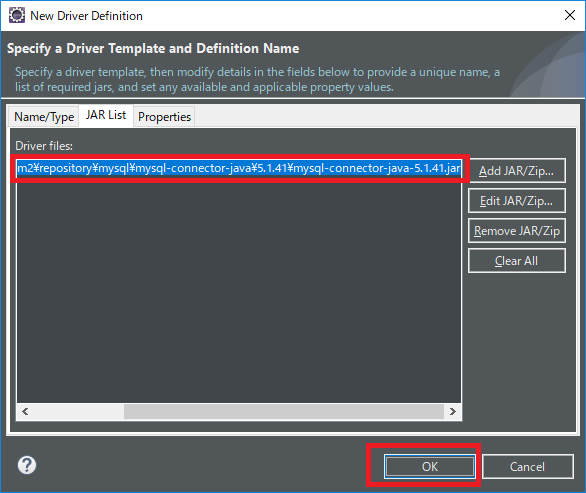 New Driver Definition
Specify a Driver Template and Definition Name
Specify a driver template, then modify details in the fields below to provide a unique name, a
list of required jars, and set any available and applicable property values.
Name/Type JAR List Properties
Driver files:
m2¥repository¥mysql¥mysql-connector-java¥5.1.41¥mysql-connector-java-5.1.41.jar
Add JAR/Zip...
Edit JAR/Zip...
Remove JAR/Zip
Clear All
OK
Cancel